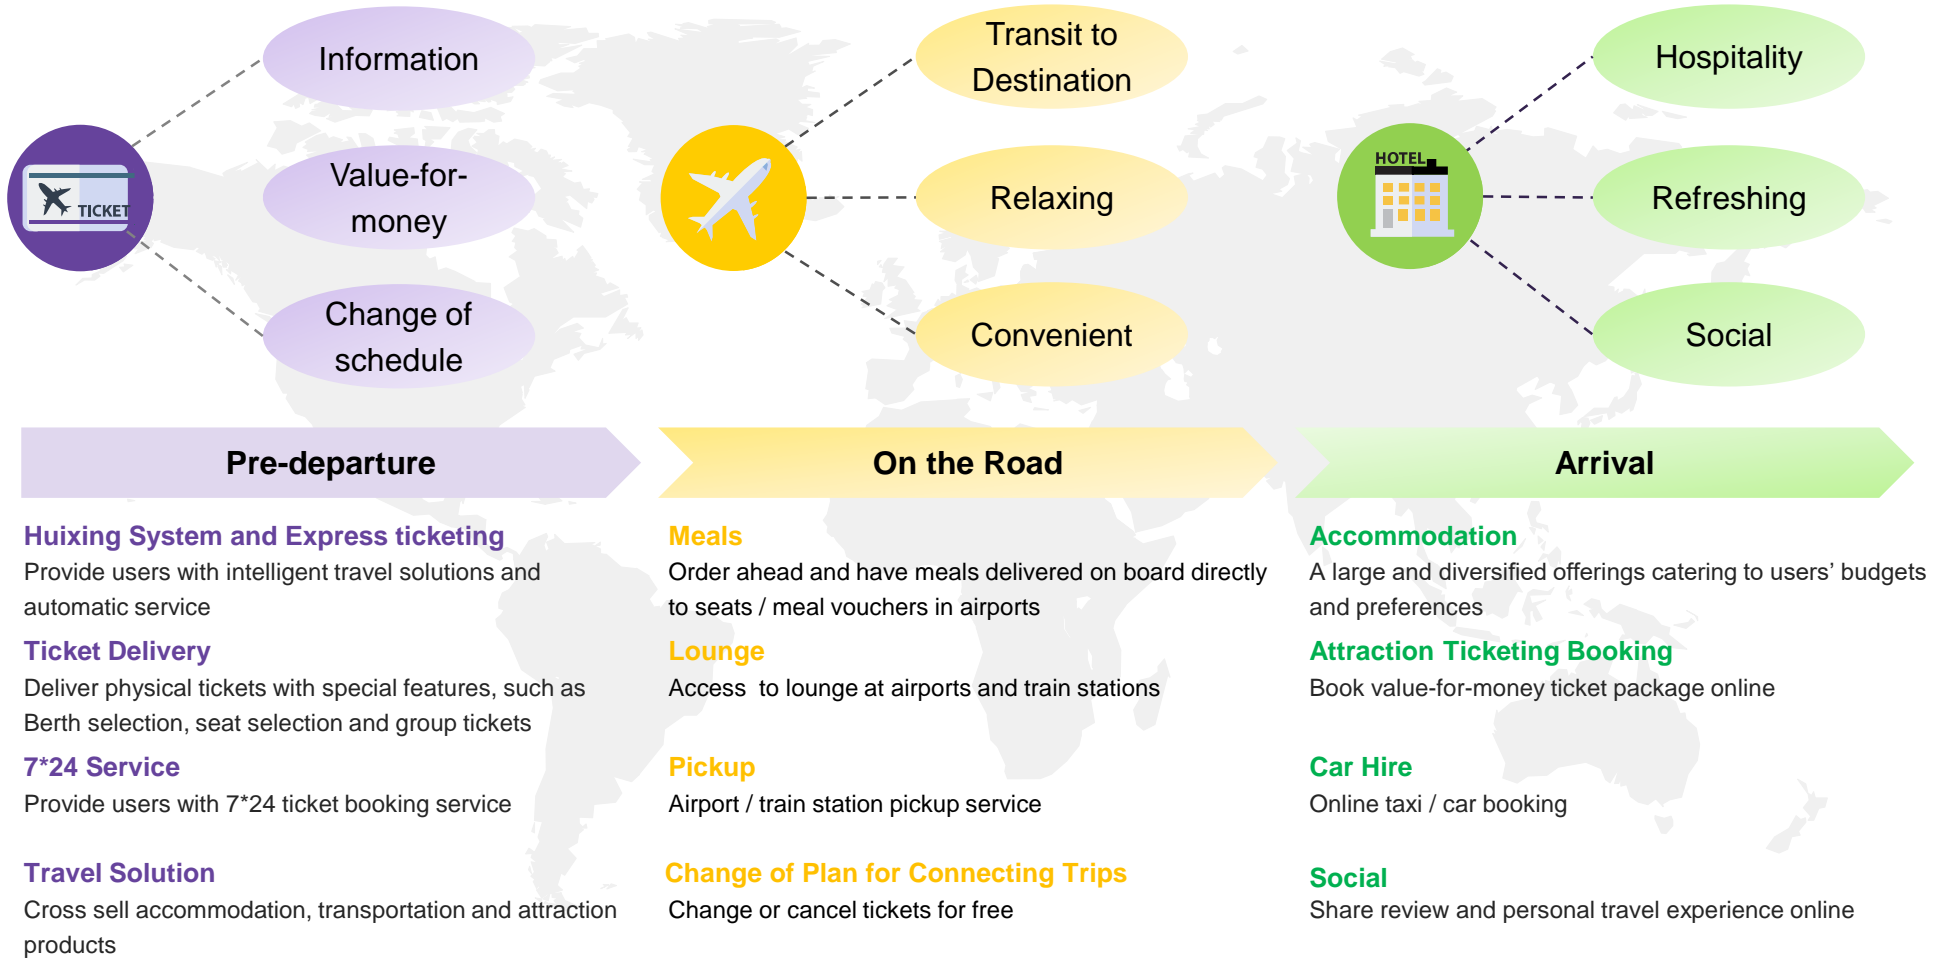 Information
Value-for-
money
Change of
schedule
TICKET
Transit to
Destination
Relaxing
Convenient
HOTEL
Hospitality
Refreshing
Social
Pre-departure
On the Road
Arrival
Huixing System and Express ticketing
Provide users with intelligent travel solutions and
automatic service
Ticket Delivery
Deliver physical tickets with special features, such as
Berth selection, seat selection and group tickets
7*24 Service
Provide users with 7*24 ticket booking service
Travel Solution
Cross sell accommodation, transportation and attraction
products
Meals
Order ahead and have meals delivered on board directly
to seats / meal vouchers in airports
Lounge
Access  to lounge at airports and train stations
Pickup
Airport / train station pickup service
Change of Plan for Connecting Trips
Change or cancel tickets for free
Accommodation
A large and diversified offerings catering to users’ budgets
and preferences
Attraction Ticketing Booking
Book value-for-money ticket package online
Car Hire
Online taxi / car booking
Social
Share review and personal travel experience online